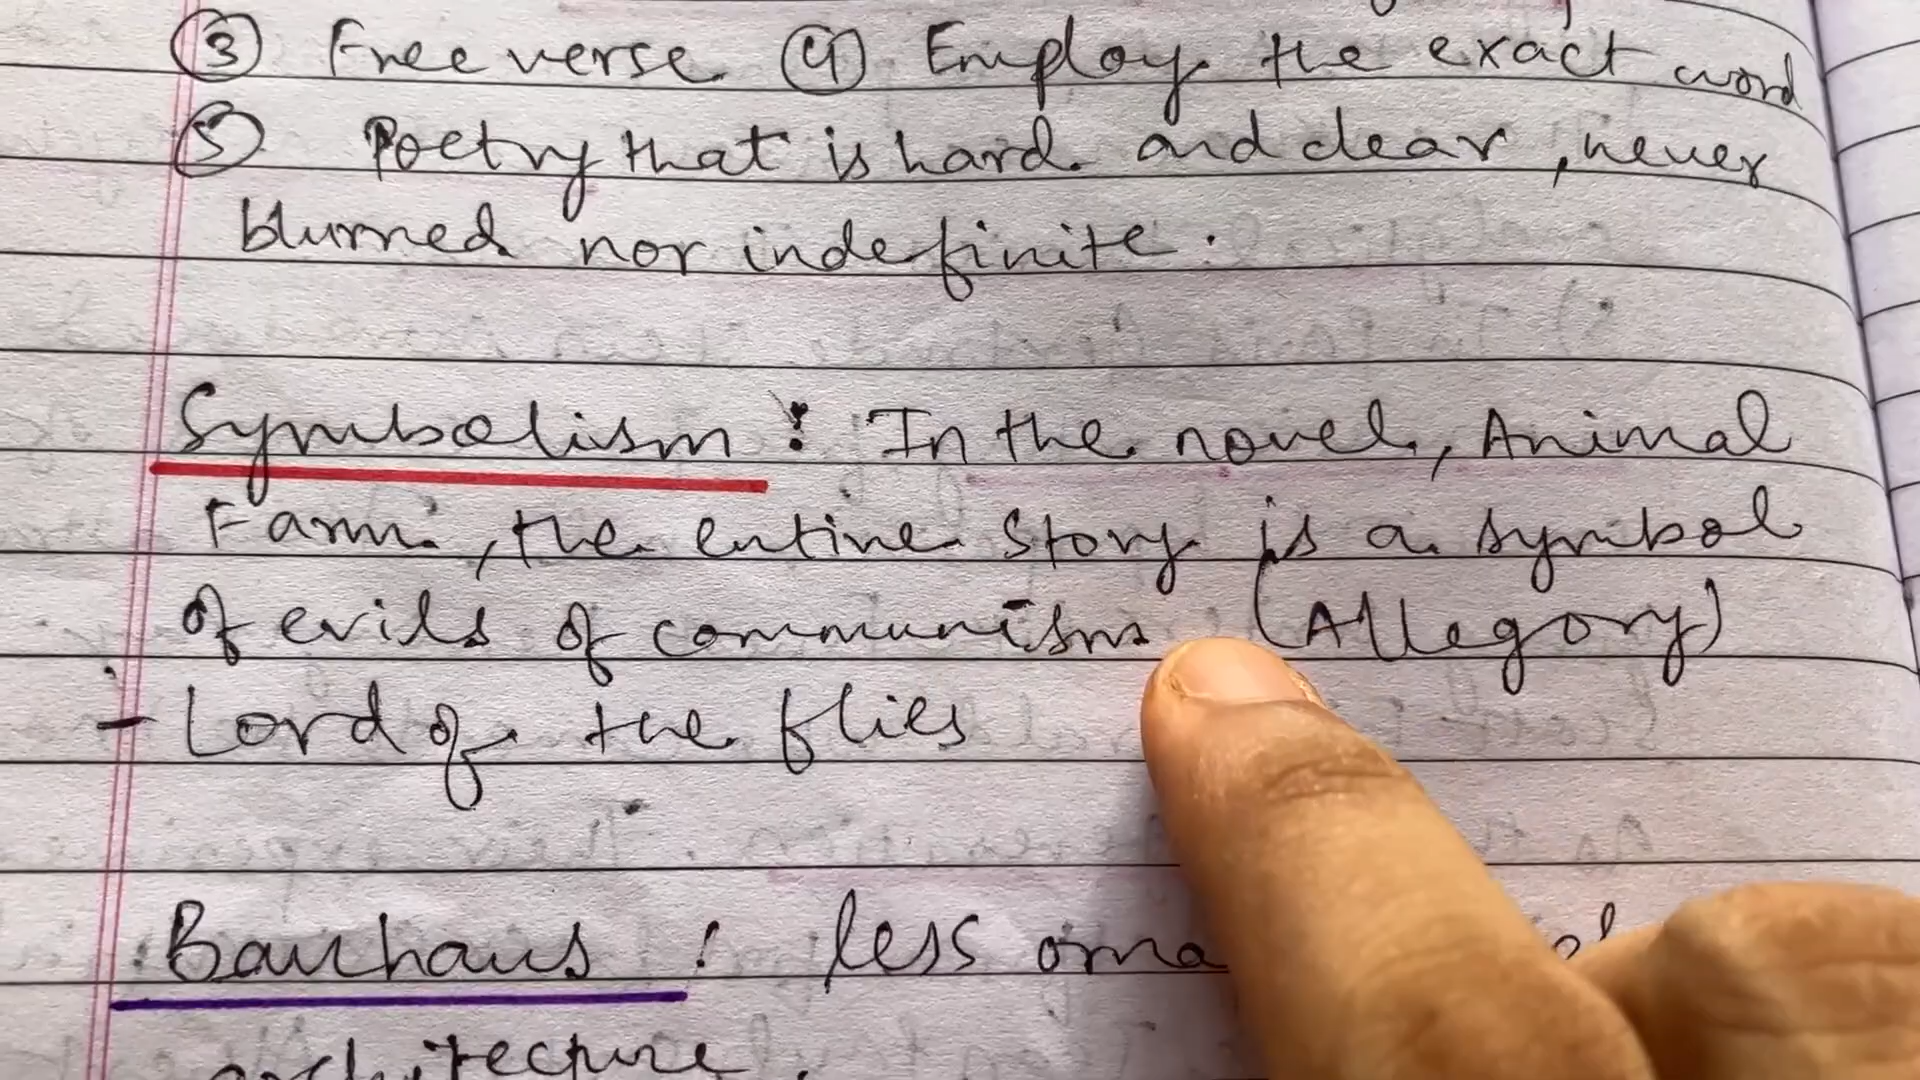 ③ Free verse ④ Employ the exact word
⑤ Poetry that is hard and clear, never
blurred nor indefinite.
Symbolism: In the novel, Animal
Farm, the entire story is a symbol
of evils of communism (Allegory)
- Lord of the flies
Bauhaus: less
architecture.